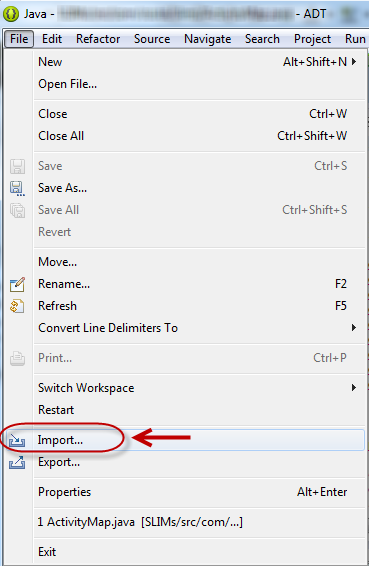 Java - - ADT
File Edit Refactor Source Navigate Search Project Run
New Alt+Shift+N
Open File...
Close Ctrl+W
Close All Ctrl+Shift+W
Save Ctrl+S
Save As...
Save All Ctrl+Shift+S
Revert
Move...
Rename... F2
Refresh F5
Convert Line Delimiters To
Print... Ctrl+P
Switch Workspace
Restart
Import...
Export...
Properties Alt+Enter
1 ActivityMap.java [SLIMs/src/com/...]
Exit